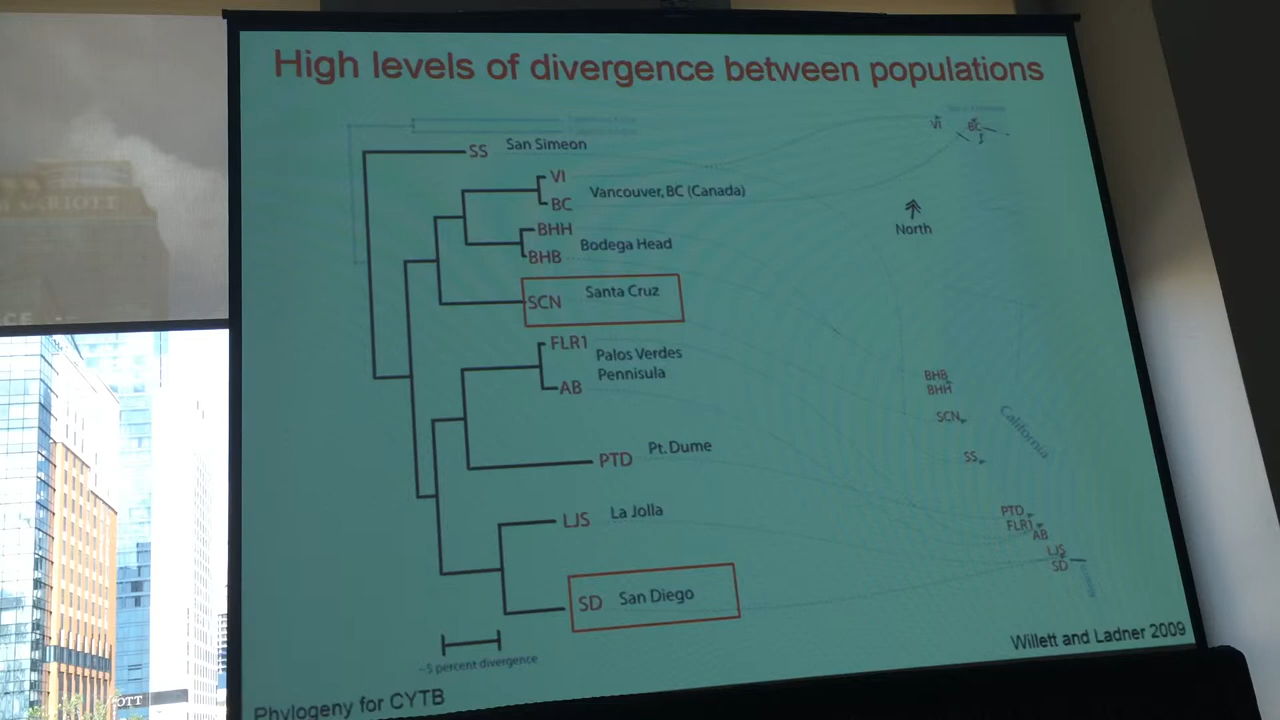 High levels of divergence between populations
SS San Simeon
VI
BC
Vancouver, BC (Canada)
BHH
BHB
Bodega Head
SCN Santa Cruz
FLR1
AB
Palos Verdes
Pennisula
PTD Pt. Dume
LJS La Jolla
SD San Diego
~5 percent divergence
Phylogeny for CYTB
VI BC
North
BHB
BHH
SCN
SS
California
PTD
FLR1
AB
LJS
SD
Willett and Ladner 2009
OTT